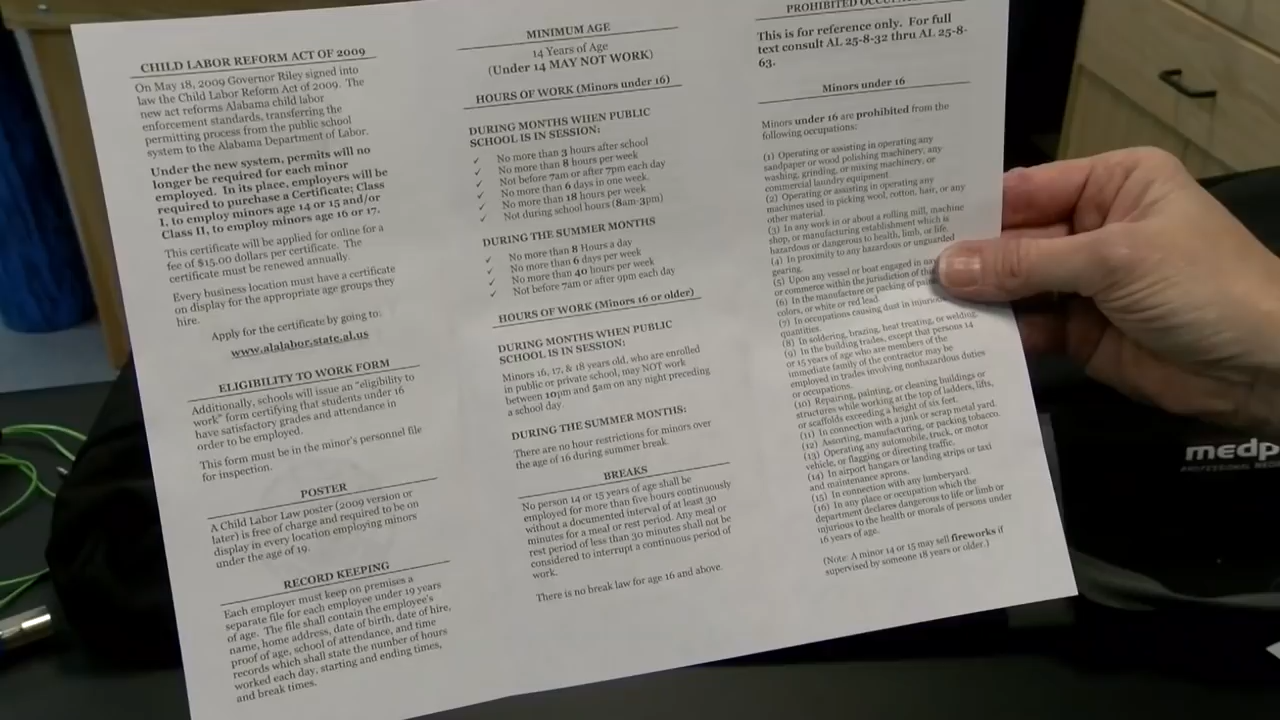 CHILD LABOR REFORM ACT OF 2009
On May 18, 2009 Governor Riley signed into
law the Child Labor Reform Act of 2009. The
new act reforms Alabama child labor
enforcement standards, transferring the
permitting process from the public school
system to the Alabama Department of Labor.
Under the new system, permits will no
longer be required for each minor
employed. In its place, employers will be
required to purchase a Certificate; Class
I, to employ minors age 14 or 15 and/or
Class II, to employ minors age 16 or 17.
This certificate will be applied for online for a
fee of $15.00 dollars per certificate. The
certificate must be renewed annually.
Every business location must have a certificate
on display for the appropriate age groups they
hire.
Apply for the certificate by going to:
www.alalabor.state.al.us
ELIGIBILITY TO WORK FORM
Additionally, schools will issue an "eligibility to
work" form certifying that students under 16
have satisfactory grades and attendance in
order to be employed.
This form must be in the minor's personnel file
for inspection.
POSTER
A Child Labor Law poster (2009 version or
later) is free of charge and required to be on
display in every location employing minors
under the age of 19.
RECORD KEEPING
Each employer must keep on premises a
separate file for each employee under 19 years
of age. The file shall contain the employee's
name, home address, date of birth, date of hire,
proof of age, school of attendance, and time
records which shall state the number of hours
worked each day, starting and ending times,
and break times.
MINIMUM AGE
14 Years of Age
(Under 14 MAY NOT WORK)
HOURS OF WORK (Minors under 16)
DURING MONTHS WHEN PUBLIC
SCHOOL IS IN SESSION:
✓ No more than 3 hours after school
✓ No more than 8 hours per week
✓ Not before 7am or after 7pm each day
✓ No more than 6 days in one week.
✓ No more than 18 hours per week
✓ Not during school hours (8am-3pm)
DURING THE SUMMER MONTHS
✓ No more than 8 Hours a day
✓ No more than 6 days per week
✓ No more than 40 hours per week
✓ Not before 7am or after 9pm each day
HOURS OF WORK (Minors 16 or older)
DURING MONTHS WHEN PUBLIC
SCHOOL IS IN SESSION:
Minors 16, 17, & 18 years old, who are enrolled
in public or private school, may NOT work
between 10pm and 5am on any night preceding
a school day.
DURING THE SUMMER MONTHS:
There are no hour restrictions for minors over
the age of 16 during summer break.
BREAKS
No person 14 or 15 years of age shall be
employed for more than five hours continuously
without a documented interval of at least 30
minutes for a meal or rest period. Any meal or
rest period of less than 30 minutes shall not be
considered to interrupt a continuous period of
work.
There is no break law for age 16 and above.
PROHIBITED
This is for reference only. For full
text consult AL 25-8-32 thru AL 25-8-
63.
Minors under 16
Minors under 16 are prohibited from the
following occupations:
(1) Operating or assisting in operating any
sandpaper or wood polishing machinery, any
washing, grinding, or mixing machinery, or
commercial laundry equipment.
(2) Operating or assisting in operating any
machines used in picking wool, cotton, hair, or any
other material.
(3) In any work in or about a rolling mill, machine
shop, or manufacturing establishment which is
hazardous or dangerous to health, limb, or life.
(4) In proximity to any hazardous or unguarded
gearing.
(5) Upon any vessel or boat engaged in
or commerce within the jurisdiction of
(6) In the manufacture or packing of
colors, or white or red lead.
(7) In occupations causing dust in injurious
quantities.
(8) In soldering, brazing, heat treating, or welding.
(9) In the building trades, except that persons 14
or 15 years of age who are members of the
immediate family of the contractor may be
employed in trades involving nonhazardous duties
or occupations.
(10) Repairing, painting, or cleaning buildings or
structures while working at the top of ladders, lifts,
or scaffolds exceeding a height of six feet.
(11) In connection with a junk or scrap metal yard.
(12) Assorting, manufacturing, or packing tobacco.
(13) Operating any automobile, truck, or motor
vehicle, or flagging or directing traffic.
(14) In airport hangars or landing strips or taxi
and maintenance aprons.
(15) In connection with any lumberyard.
(16) In any place or occupation which the
department declares dangerous to life or limb or
injurious to the health or morals of persons under
16 years of age.
(Note: A minor 14 or 15 may sell fireworks if
supervised by someone 18 years or older.)
medp
PROFESSIONAL